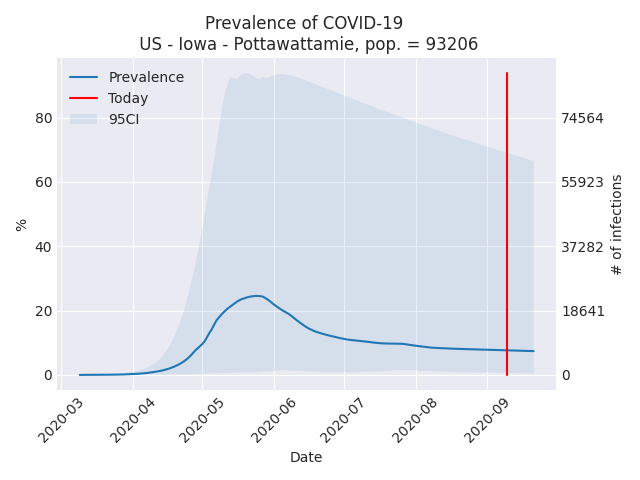 Prevalence of COVID-19
US - Iowa - Pottawattamie, pop. = 93206
Prevalence
Today
95CI
%
80
60
40
20
0
74564
55923
37282
18641
0
# of infections
2020-03
2020-04
2020-05
2020-06
2020-07
2020-08
2020-09
Date